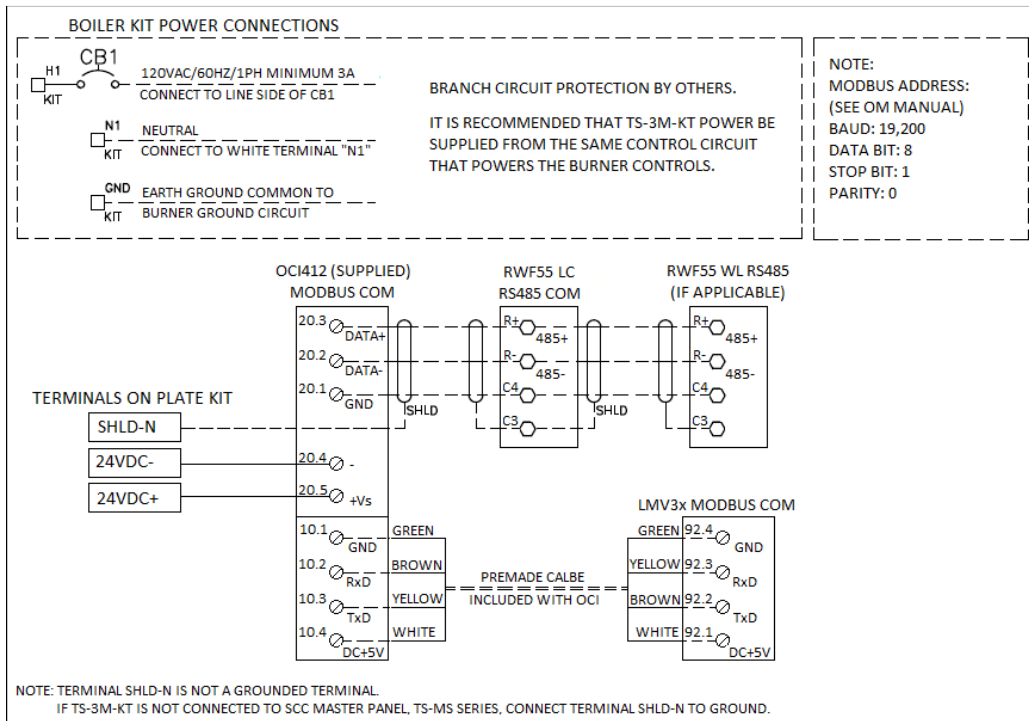 BOILER KIT POWER CONNECTIONS
CB1
H1
KIT
120VAC/60HZ/1PH MINIMUM 3A
CONNECT TO LINE SIDE OF CB1
N1
KIT
NEUTRAL
CONNECT TO WHITE TERMINAL "N1"
GND
KIT
EARTH GROUND COMMON TO
BURNER GROUND CIRCUIT
BRANCH CIRCUIT PROTECTION BY OTHERS.
IT IS RECOMMENDED THAT TS-3M-KT POWER BE
SUPPLIED FROM THE SAME CONTROL CIRCUIT
THAT POWERS THE BURNER CONTROLS.
NOTE:
MODBUS ADDRESS:
(SEE OM MANUAL)
BAUD: 19,200
DATA BIT: 8
STOP BIT: 1
PARITY: 0
OCI412 (SUPPLIED)
MODBUS COM
20.3
DATA+
20.2
DATA-
20.1
GND
SHLD
20.4
-
20.5
+Vs
10.1
GND
GREEN
10.2
RxD
BROWN
10.3
TxD
YELLOW
10.4
DC+5V
WHITE
TERMINALS ON PLATE KIT
SHLD-N
24VDC-
24VDC+
RWF55 LC
RS485 COM
R+
485+
R-
485-
C4
C3
SHLD
RWF55 WL RS485
(IF APPLICABLE)
R+
485+
R-
485-
C4
C3
PREMADE CALBE
INCLUDED WITH OCI
LMV3x MODBUS COM
GREEN
92.4
GND
YELLOW
92.3
RxD
BROWN
92.2
TxD
WHITE
92.1
DC+5V
NOTE: TERMINAL SHLD-N IS NOT A GROUNDED TERMINAL.
IF TS-3M-KT IS NOT CONNECTED TO SCC MASTER PANEL, TS-MS SERIES, CONNECT TERMINAL SHLD-N TO GROUND.